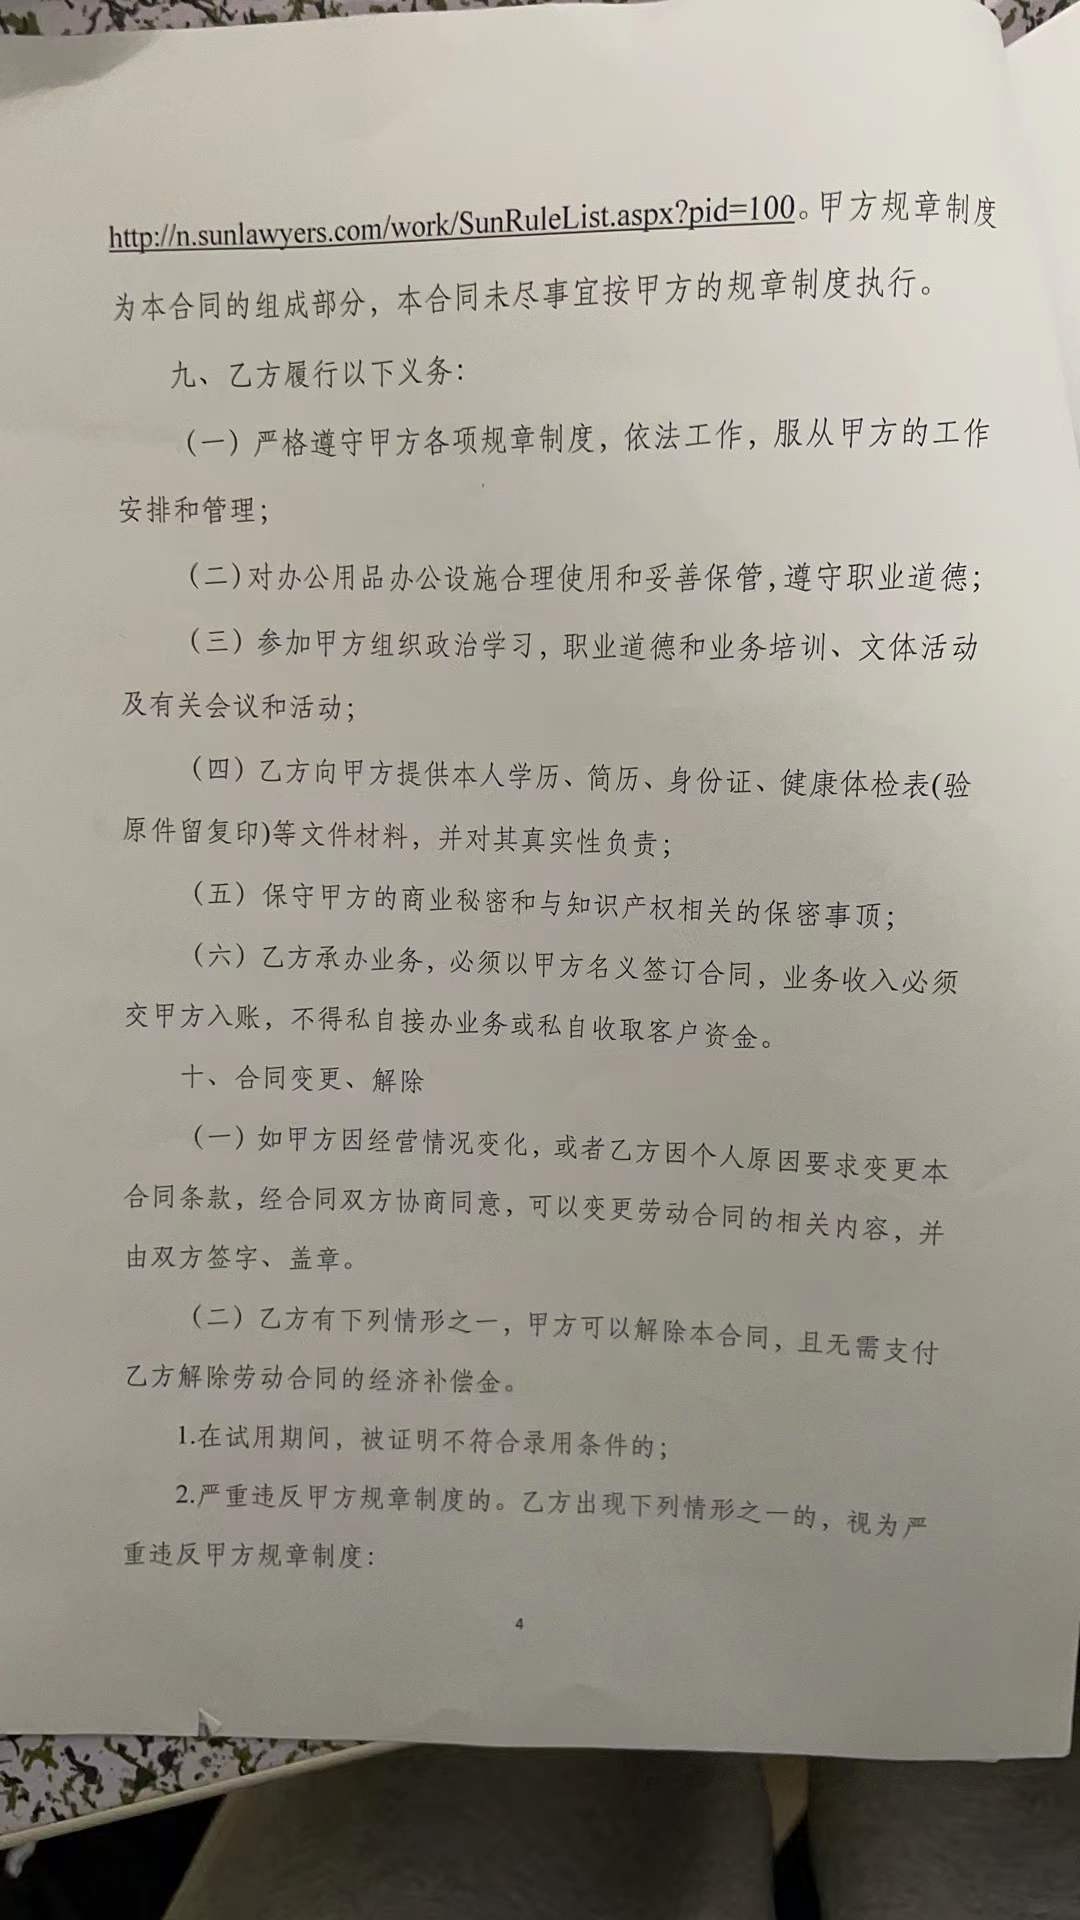 http://n.sunlawyers.com/work/SunRuleList.aspx?pid=100。甲方规章制度
为本合同的组成部分，本合同未尽事宜按甲方的规章制度执行。
九、乙方履行以下义务：
（一）严格遵守甲方各项规章制度，依法工作，服从甲方的工作
安排和管理；
（二）对办公用品办公设施合理使用和妥善保管，遵守职业道德；
（三）参加甲方组织政治学习，职业道德和业务培训、文体活动
及有关会议和活动；
（四）乙方向甲方提供本人学历、简历、身份证、健康体检表(验
原件留复印)等文件材料，并对其真实性负责；
（五）保守甲方的商业秘密和与知识产权相关的保密事项；
（六）乙方承办业务，必须以甲方名义签订合同，业务收入必须
交甲方入账，不得私自接办业务或私自收取客户资金。
十、合同变更、解除
（一）如甲方因经营情况变化，或者乙方因个人原因要求变更本
合同条款，经合同双方协商同意，可以变更劳动合同的相关内容，并
由双方签字、盖章。
（二）乙方有下列情形之一，甲方可以解除本合同，且无需支付
乙方解除劳动合同的经济补偿金。
1.在试用期间，被证明不符合录用条件的；
2.严重违反甲方规章制度的。乙方出现下列情形之一的，视为严
重违反甲方规章制度：
4